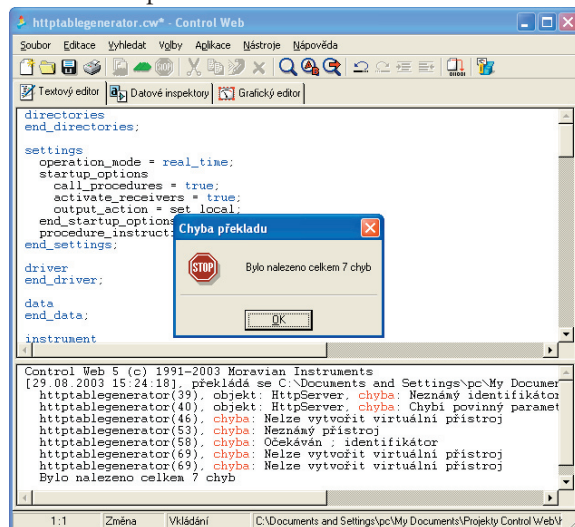 httptablegenerator.cw* - Control Web
Soubor Editace Vyhledat Volby Aplikace Nástroje Nápověda
Textový editor Datové inspektory Grafický editor
directories
end_directories;
settings
operation_mode = real_time;
startup_options
call_procedures = true;
activate_receivers = true;
output_action = set_local;
end_startup_options
procedure_instruct
end_settings;
driver
end_driver;
data
end_data;
instrument
Chyba překladu
STOP
Bylo nalezeno celkem 7 chyb
OK
Control Web 5 (c) 1991-2003 Moravian Instruments
[29.08.2003 15:24:18], překládá se C:\Documents and Settings\pc\My Documen
httptablegenerator(39), objekt: HttpServer, chyba: Neznámý identifikátor
httptablegenerator(40), objekt: HttpServer, chyba: Chybí povinný paramet
httptablegenerator(46), chyba: Nelze vytvořit virtuální přístroj
httptablegenerator(53), chyba: Neznámý přístroj
httptablegenerator(58), chyba: Očekáván ; identifikátor
httptablegenerator(69), chyba: Nelze vytvořit virtuální přístroj
httptablegenerator(69), chyba: Nelze vytvořit virtuální přístroj
Bylo nalezeno celkem 7 chyb
1:1 Změna Vkládání C:\Documents and Settings\pc\My Documents\Projekty Control Web\